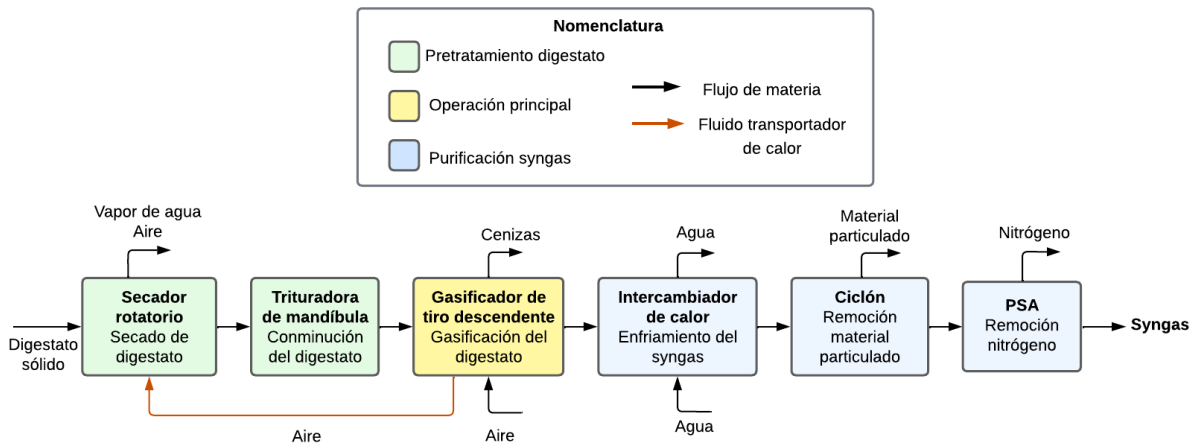 Nomenclatura
Pretratamiento digestato
Operación principal
Purificación syngas
Flujo de materia
Fluido transportador
de calor
Vapor de agua
Aire
Cenizas
Agua
Material
particulado
Nitrógeno
Digestato
sólido
Secador
rotatorio
Secado de
digestato
Trituradora
de mandíbula
Conminución
del digestato
Gasificador de
tiro descendente
Gasificación del
digestato
Intercambiador
de calor
Enfriamiento del
syngas
Ciclón
Remoción
material
particulado
PSA
Remoción
nitrógeno
Syngas
Aire
Aire
Agua